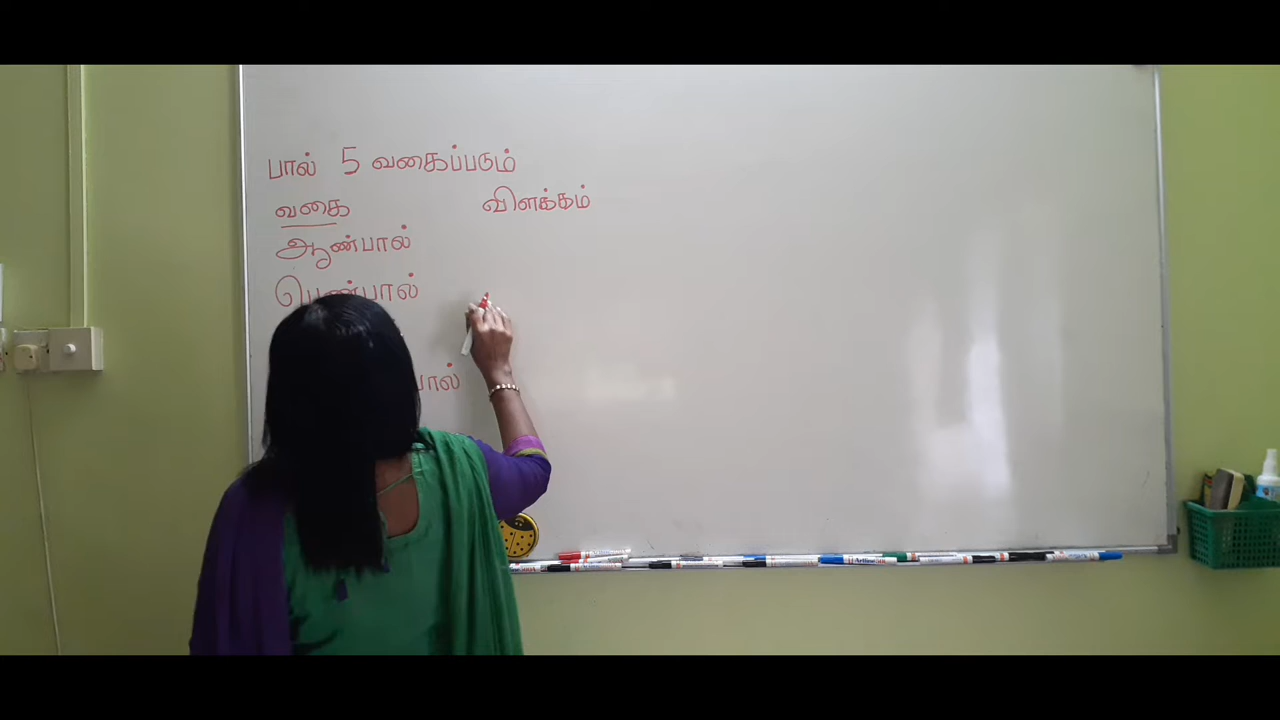 பால் 5 வகைப்படும்
வகை விளக்கம்
ஆண்பால்
பெண்பால்